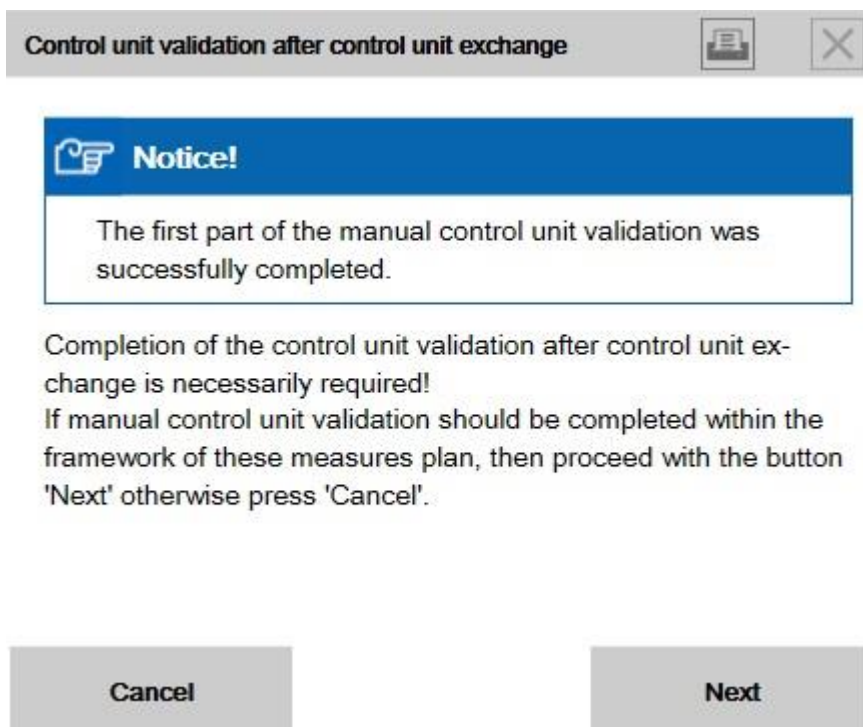 Control unit validation after control unit exchange
Notice!
The first part of the manual control unit validation was
successfully completed.
Completion of the control unit validation after control unit ex-
change is necessarily required!
If manual control unit validation should be completed within the
framework of these measures plan, then proceed with the button
'Next' otherwise press 'Cancel'.
Cancel
Next